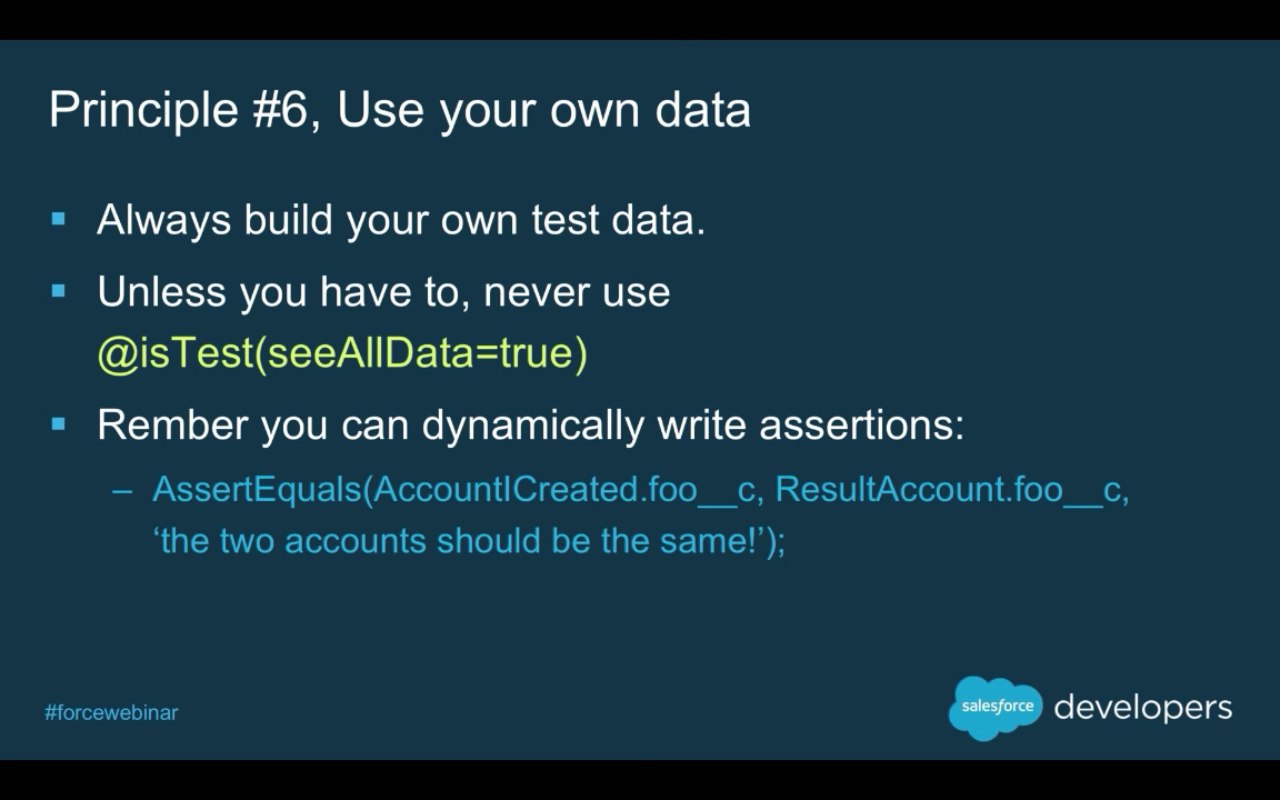 Principle #6, Use your own data
Always build your own test data.
Unless you have to, never use
@isTest(seeAllData=true)
Rember you can dynamically write assertions:
– AssertEquals(AccountICreated.foo__c, ResultAccount.foo__c,
‘the two accounts should be the same!’);
#forcewebinar
salesforce developers